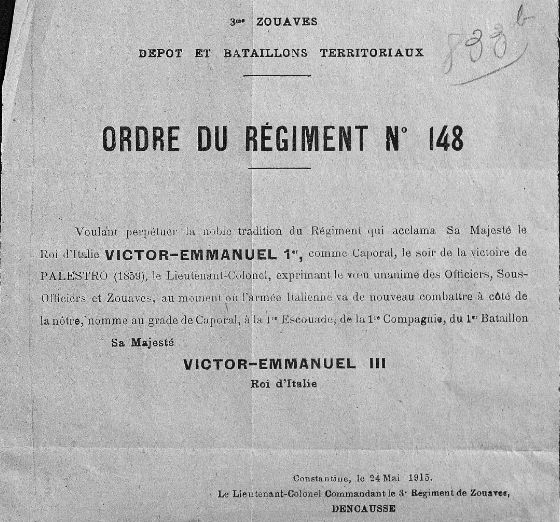 3me ZOUAVES
833 b
DEPOT ET BATAILLONS TERRITORIAUX
ORDRE DU RÉGIMENT N° 148
Voulant perpétuer la noble tradition du Régiment qui acclama Sa Majesté le
Roi d'Italie VICTOR-EMMANUEL 1er, comme Caporal, le soir de la victoire de
PALESTRO (1859), le Lieutenant-Colonel, exprimant le vœu unanime des Officiers, Sous-
Officiers et Zouaves, au moment où l'armée Italienne va de nouveau combattre à côté de
la nôtre, nomme au grade de Caporal, à la 1re Escouade, de la 1re Compagnie, du 1er Bataillon
Sa Majesté
VICTOR-EMMANUEL III
Roi d'Italie
Constantine, le 24 Mai 1915.
Le Lieutenant-Colonel Commandant le 3e Régiment de Zouaves,
DENCAUSSE